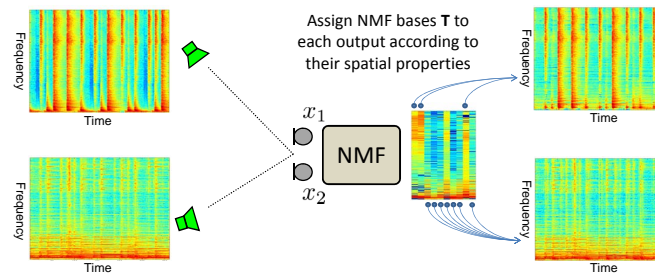 Frequency
Time
Frequency
Time
Assign NMF bases T to
each output according to
their spatial properties
x1
x2
NMF
Frequency
Time
Frequency
Time